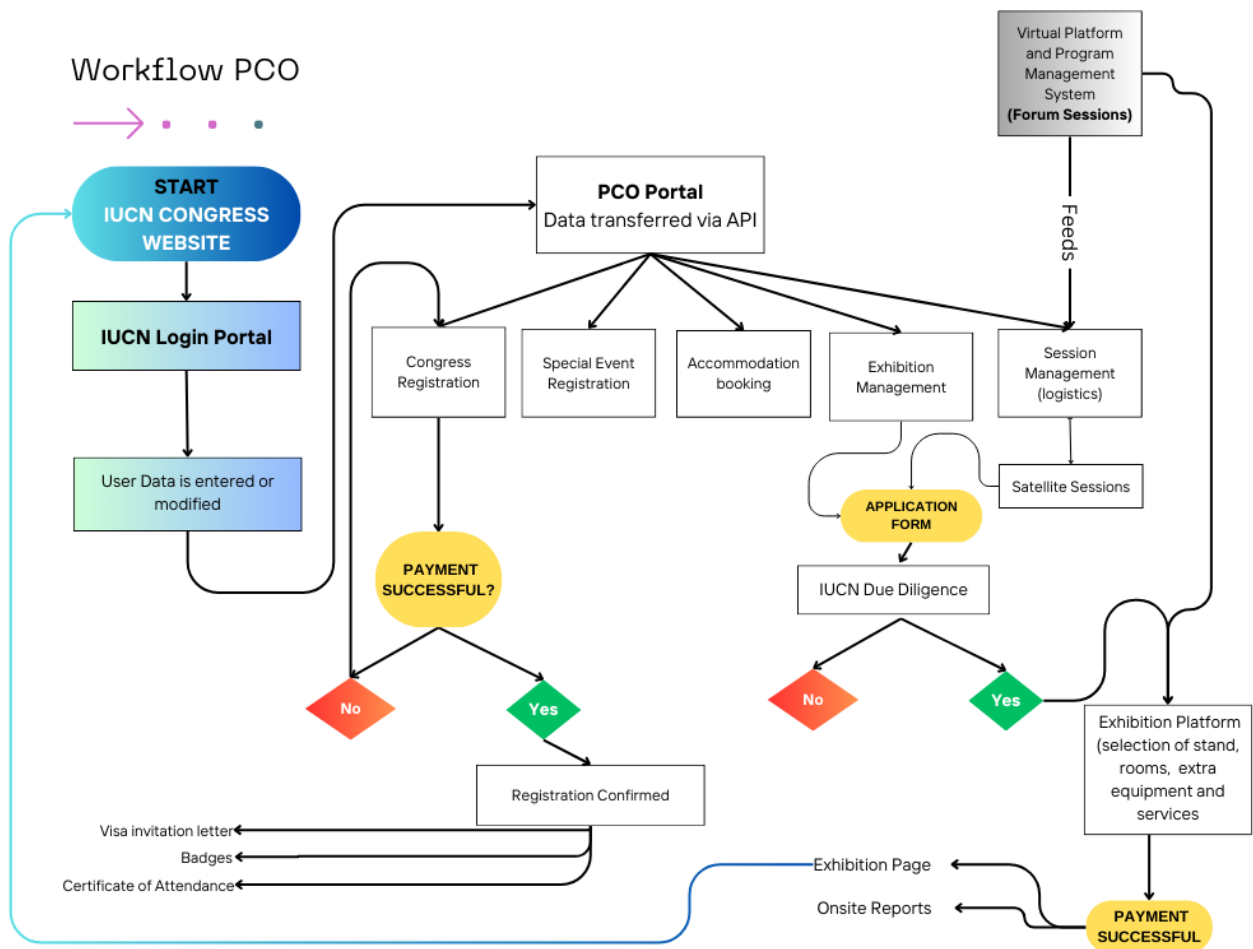 Workflow PCO
START
IUCN CONGRESS
WEBSITE
IUCN Login Portal
User Data is entered or
modified
PCO Portal
Data transferred via API
Virtual Platform
and Program
Management
System
(Forum Sessions)
Feeds
Congress
Registration
Special Event
Registration
Accommodation
booking
Exhibition
Management
Session
Management
(logistics)
Satellite Sessions
APPLICATION
FORM
IUCN Due Diligence
No
Yes
PAYMENT
SUCCESSFUL?
No
Yes
Registration Confirmed
Visa invitation letter
Badges
Certificate of Attendance
Exhibition Platform
(selection of stand,
rooms, extra
equipment and
services
PAYMENT
SUCCESSFUL
Exhibition Page
Onsite Reports